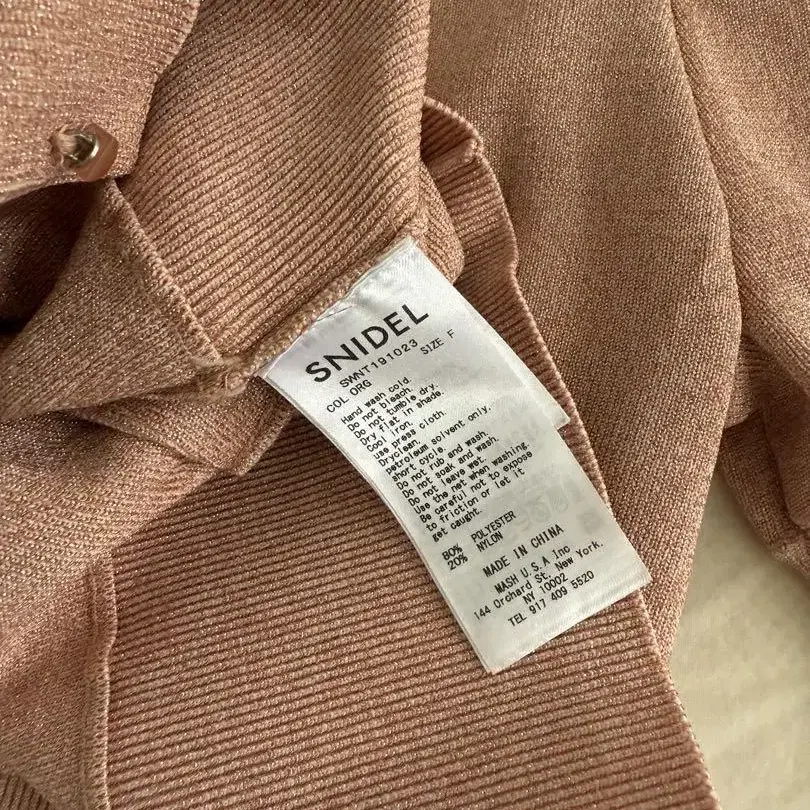 SNIDEL
SWNT191023
COL ORG SIZE F
Hand wash cold.
Do not bleach.
Do not tumble dry.
Dry flat in shade.
Cool iron.
use press cloth.
Dryclean.
petroleum solvent only.
short cycle.
Do not rub and wash.
Do not soak and wash.
Do not leave wet.
Use the net when washing.
Be careful not to expose
to friction or let it
get caught.
80% POLYESTER
20% NYLON
MADE IN CHINA
MASH U.S.A Inc
144 Orchard St, New York.
NY 10002
TEL 917 409 5520